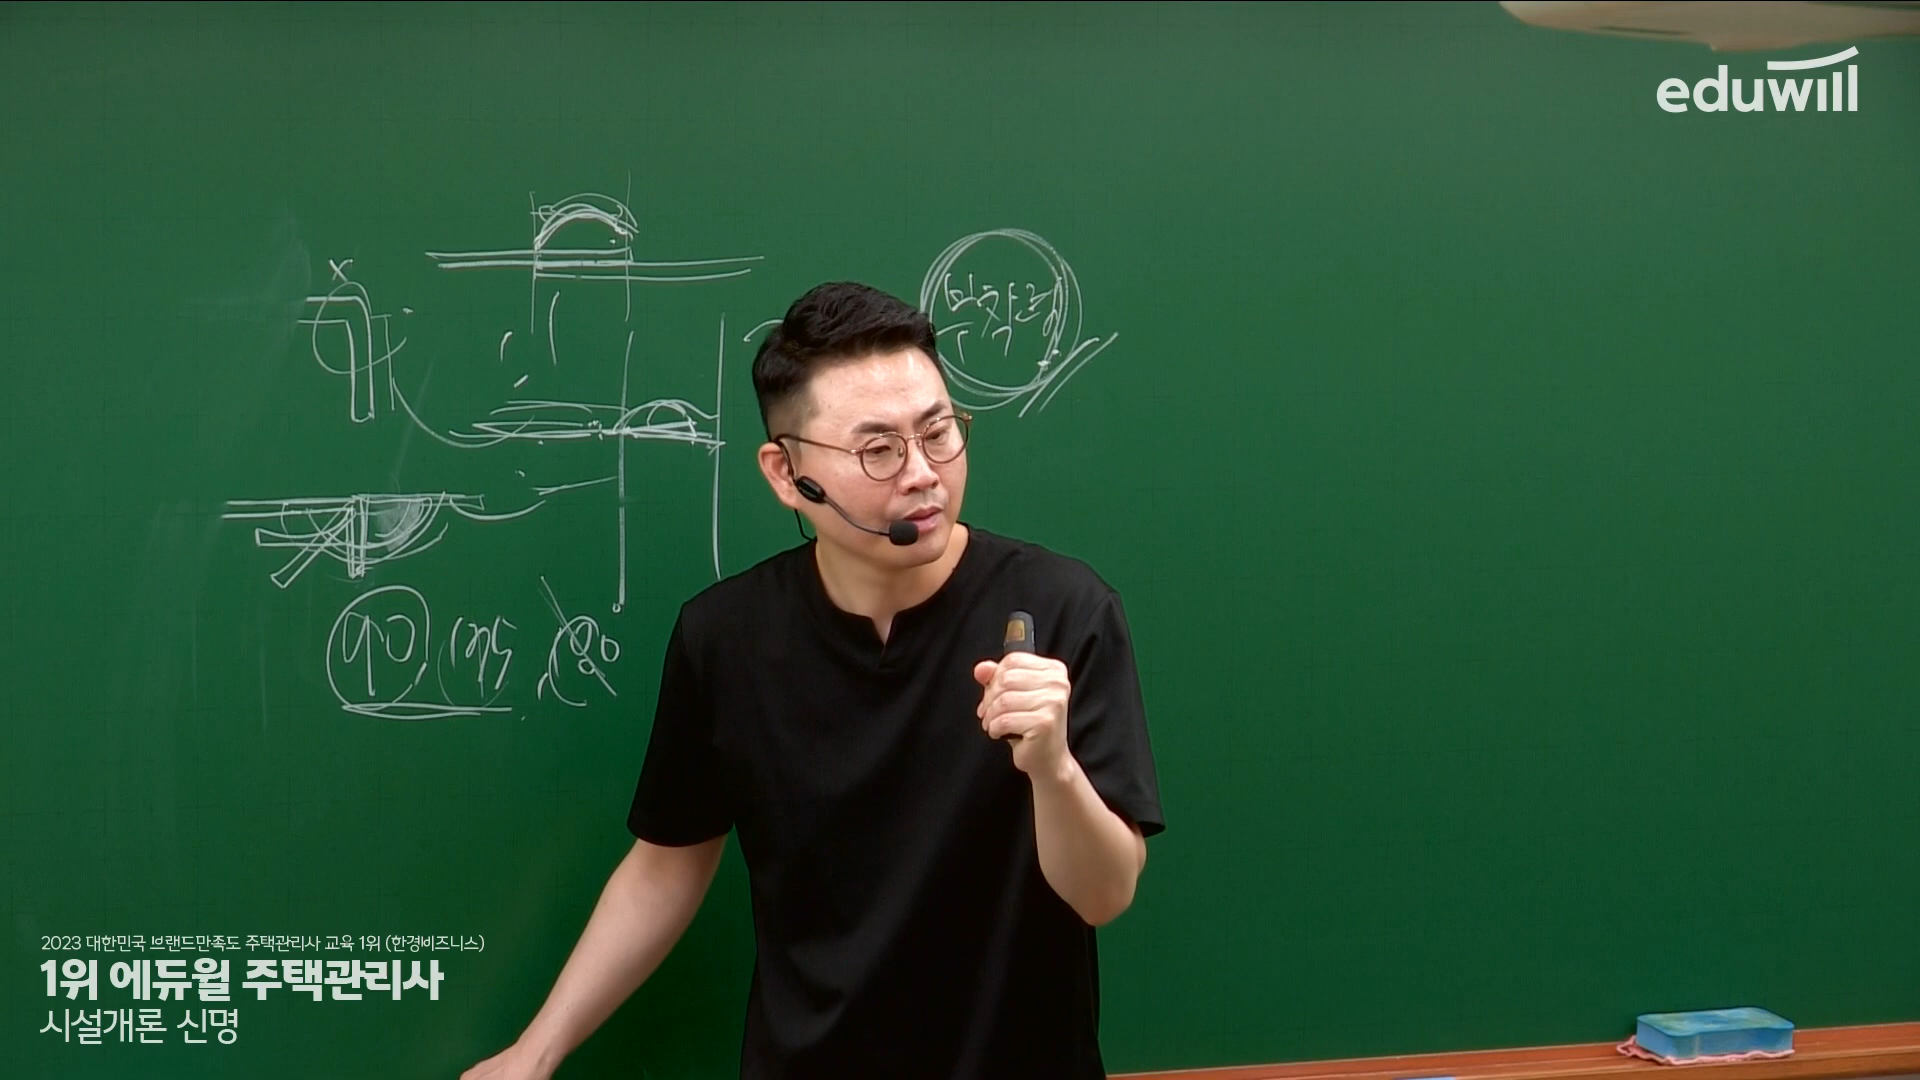 eduwill
x
부착력
90
135
180
2023 대한민국 브랜드만족도 주택관리사 교육 1위 (한경비즈니스)
1위 에듀윌 주택관리사
시설개론 신명